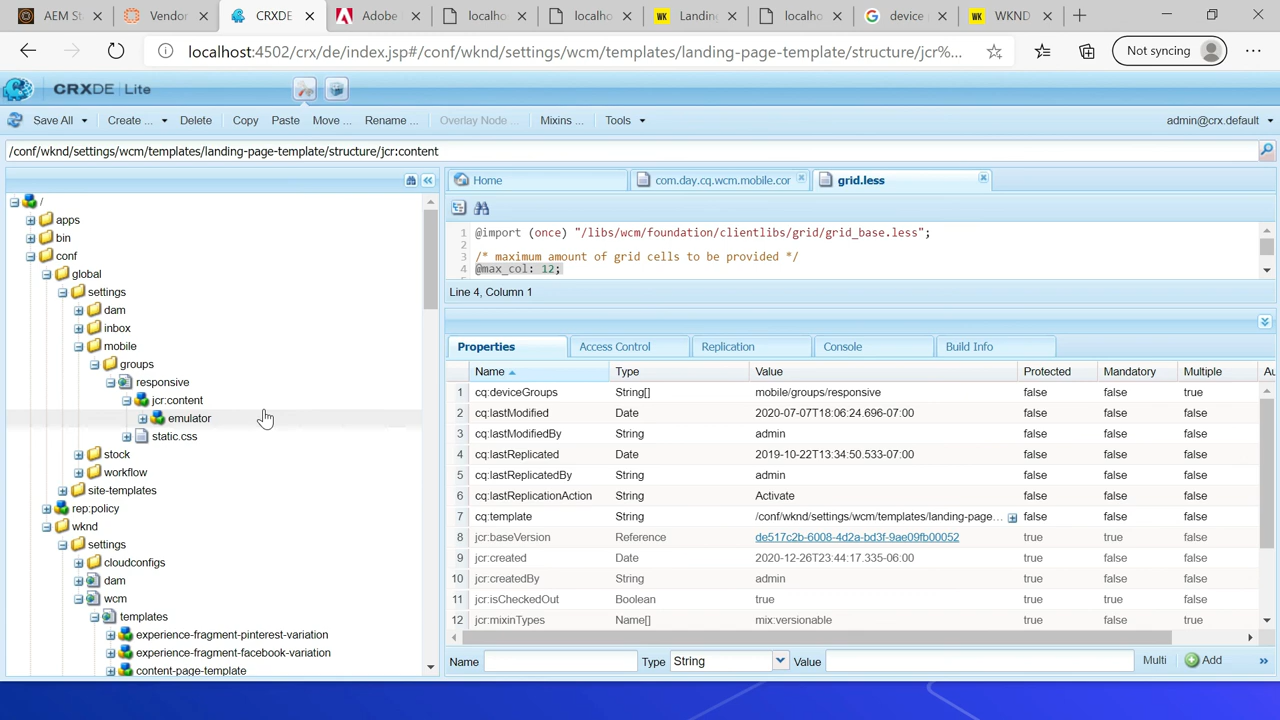 AEM St
Vendor
CRXDE
Adobe
localhos
localho
Landin
localho
device
WKND
localhost:4502/crx/de/index.jsp#/conf/wknd/settings/wcm/templates/landing-page-template/structure/jcr%...
Not syncing
CRXDE | Lite
Save All
Create ...
Delete
Copy
Paste
Move ...
Rename ...
Overlay Node ...
Mixins ...
Tools
admin@crx.default
/conf/wknd/settings/wcm/templates/landing-page-template/structure/jcr:content
/
apps
bin
conf
global
settings
dam
inbox
mobile
groups
responsive
jcr:content
emulator
static.css
stock
workflow
site-templates
rep:policy
wknd
settings
cloudconfigs
dam
wcm
templates
experience-fragment-pinterest-variation
experience-fragment-facebook-variation
content-page-template
Home
com.day.cq.wcm.mobile.cor
grid.less
1 @import (once) "/libs/wcm/foundation/clientlibs/grid/grid_base.less";
2
3 /* maximum amount of grid cells to be provided */
4 @max_col: 12;
Line 4, Column 1
Properties
Access Control
Replication
Console
Build Info
Name Type Value Protected Mandatory Multiple Au
1 cq:deviceGroups String[] mobile/groups/responsive false false true
2 cq:lastModified Date 2020-07-07T18:06:24.696-07:00 false false false
3 cq:lastModifiedBy String admin false false false
4 cq:lastReplicated Date 2019-10-22T13:34:50.533-07:00 false false false
5 cq:lastReplicatedBy String admin false false false
6 cq:lastReplicationAction String Activate false false false
7 cq:template String /conf/wknd/settings/wcm/templates/landing-page... false false false
8 jcr:baseVersion Reference de517c2b-6008-4d2a-bd3f-9ae09fb00052 true true false
9 jcr:created Date 2020-12-26T23:44:17.335-06:00 true false false
10 jcr:createdBy String admin true false false
11 jcr:isCheckedOut Boolean true true true false
12 jcr:mixinTypes Name[] mix:versionable true false true
Name
Type
String
Value
Multi
Add